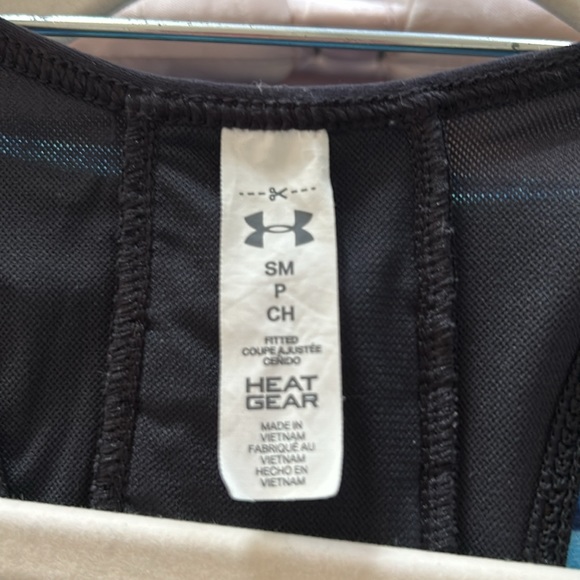 SM
P
CH
FITTED
COUPE AJUSTÉE
CEÑIDO
HEAT
GEAR
MADE IN
VIETNAM
FABRIQUÉ AU
VIETNAM
HECHO EN
VIETNAM